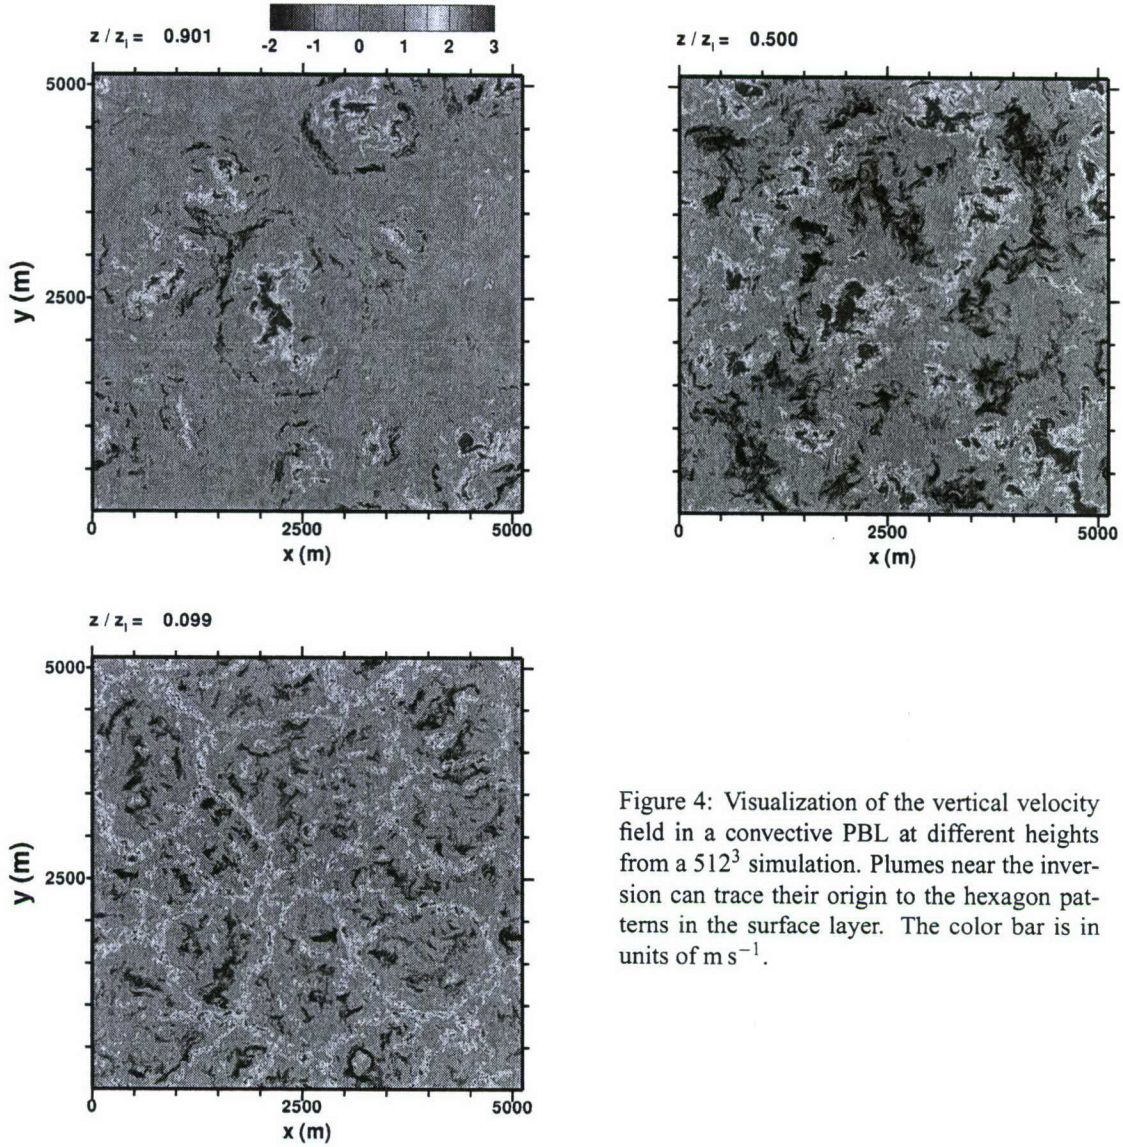 z / zi = 0.901
-2 -1 0 1 2 3
5000
2500
y (m)
0 2500 5000
x (m)
z / zi = 0.500
0 2500 5000
x (m)
z / zi = 0.099
5000
2500
y (m)
0 2500 5000
x (m)
Figure 4: Visualization of the vertical velocity
field in a convective PBL at different heights
from a 512³ simulation. Plumes near the inver-
sion can trace their origin to the hexagon pat-
terns in the surface layer. The color bar is in
units of m s⁻¹.